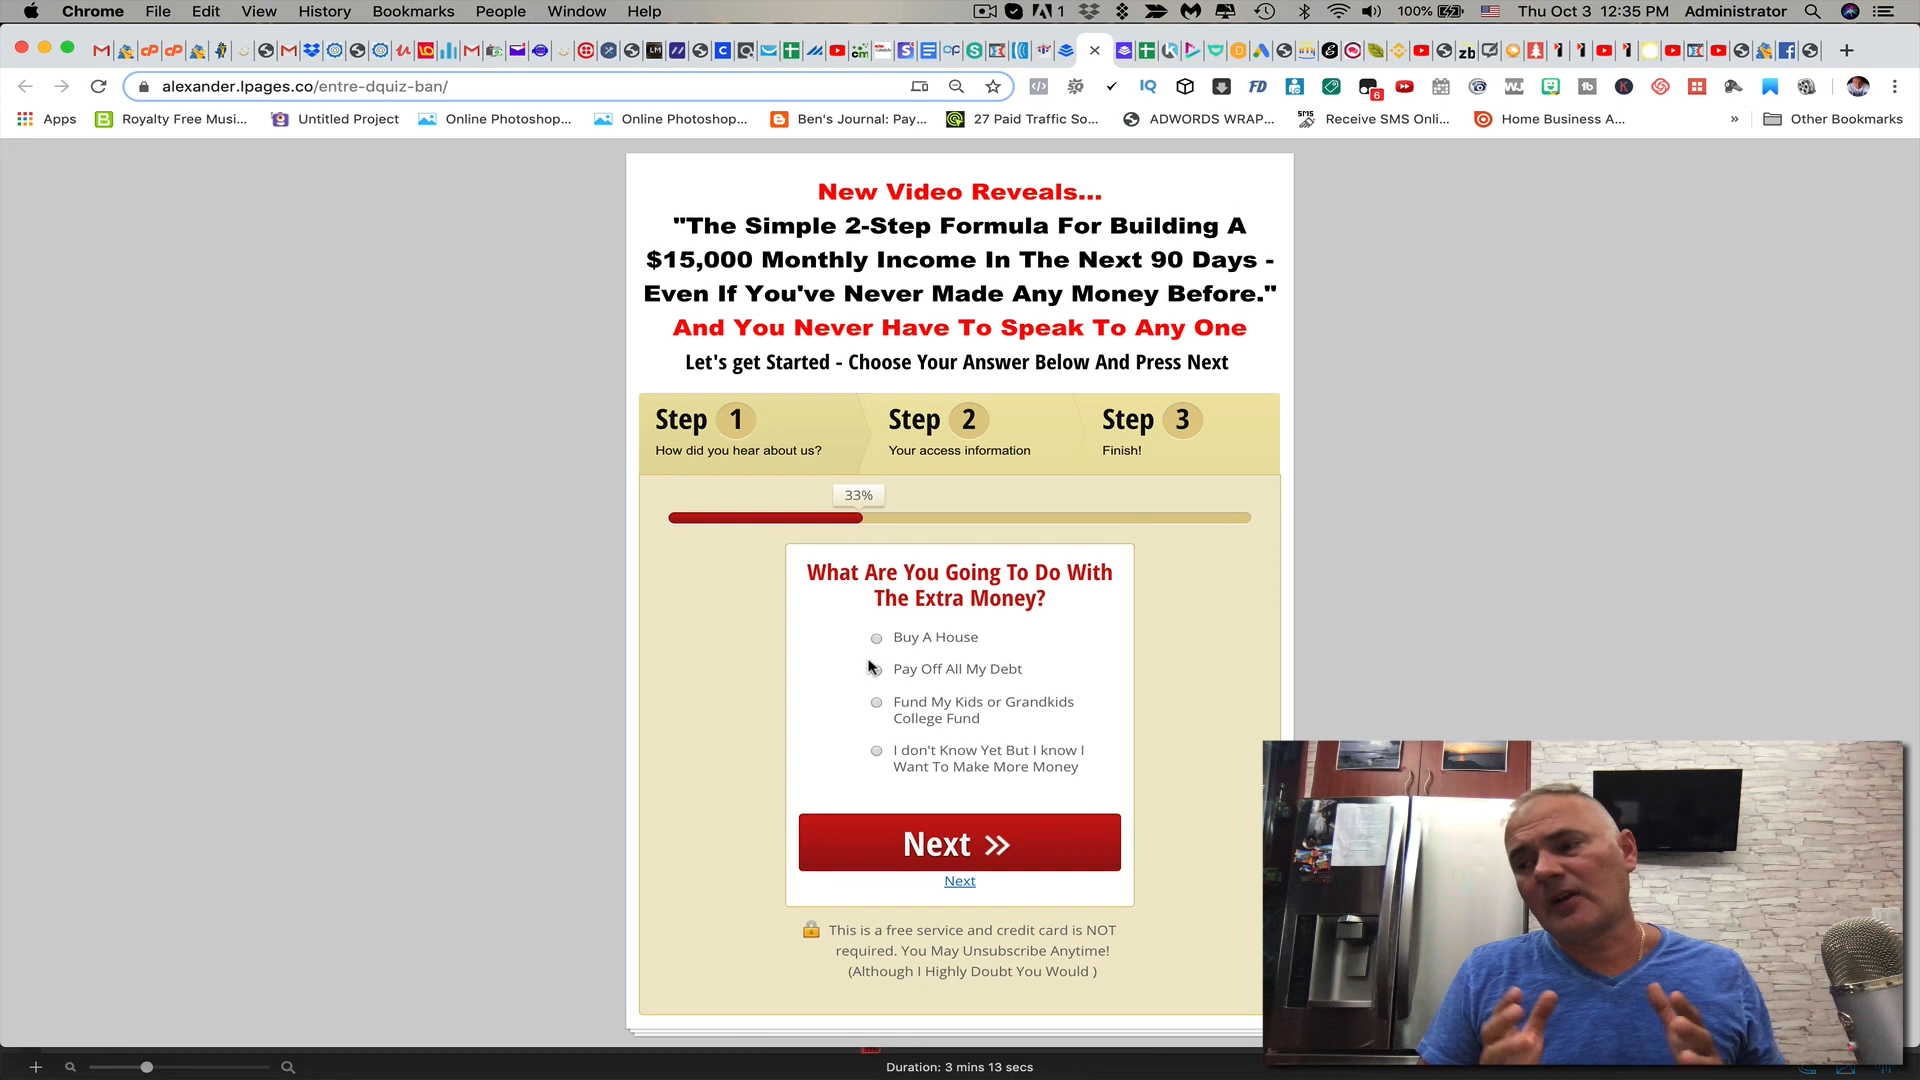 Chrome File Edit View History Bookmarks People Window Help 1 100% Thu Oct 3 12:35 PM Administrator
alexander.lpages.co/entre-dquiz-ban/
Apps Royalty Free Musi... Untitled Project Online Photoshop... Online Photoshop... Ben's Journal: Pay... 27 Paid Traffic So... ADWORDS WRAP... Receive SMS Onli... Home Business A... » Other Bookmarks
New Video Reveals...
"The Simple 2-Step Formula For Building A
$15,000 Monthly Income In The Next 90 Days -
Even If You've Never Made Any Money Before."
And You Never Have To Speak To Any One
Let's get Started - Choose Your Answer Below And Press Next
Step 1 Step 2 Step 3
How did you hear about us? Your access information Finish!
33%
What Are You Going To Do With
The Extra Money?
Buy A House
Pay Off All My Debt
Fund My Kids or Grandkids
College Fund
I don't Know Yet But I know I
Want To Make More Money
Next »
Next
This is a free service and credit card is NOT
required. You May Unsubscribe Anytime!
(Although I Highly Doubt You Would )
Duration: 3 mins 13 secs